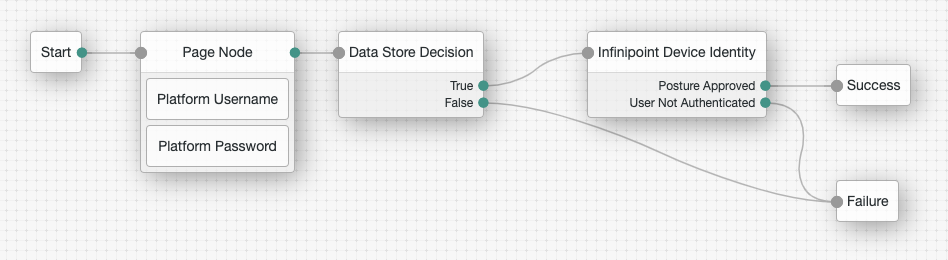 Start
Page Node
Platform Username
Platform Password
Data Store Decision
True
False
Infinipoint Device Identity
Posture Approved
User Not Authenticated
Success
Failure